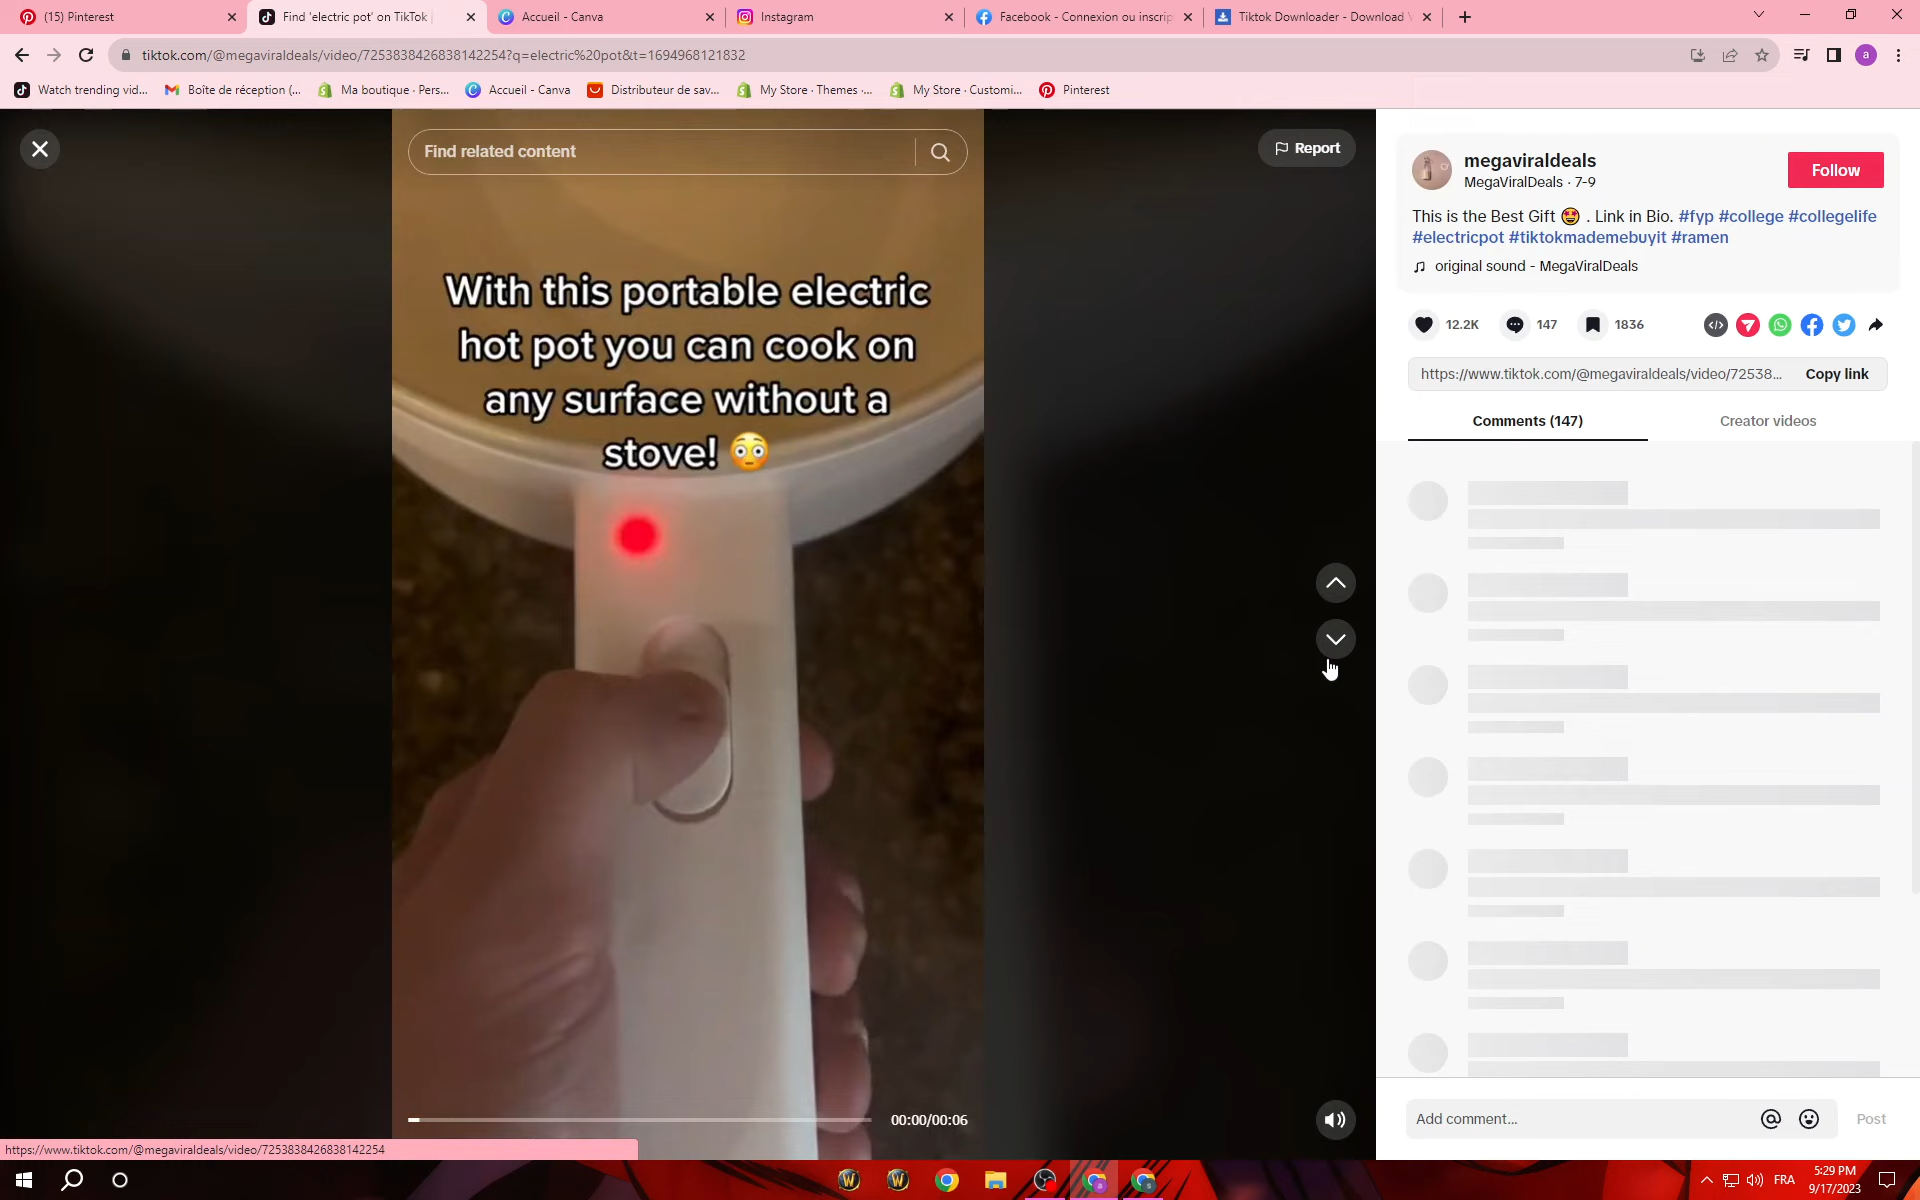 (15) Pinterest
Find 'electric pot' on TikTok
Accueil - Canva
Instagram
Facebook - Connexion ou inscrip
Tiktok Downloader - Download
tiktok.com/@megaviraldeals/video/7253838426838142254?q=electric%20pot&t=1694968121832
a
Watch trending vid...
Boîte de réception (...
Ma boutique · Pers...
Accueil - Canva
Distributeur de sav...
My Store · Themes ·...
My Store · Customi...
Pinterest
Find related content
Report
With this portable electric
hot pot you can cook on
any surface without a
stove! 😳
00:00/00:06
megaviraldeals
MegaViralDeals · 7-9
Follow
This is the Best Gift 🤩 . Link in Bio. #fyp #college #collegelife
#electricpot #tiktokmademebuyit #ramen
original sound - MegaViralDeals
12.2K
147
1836
https://www.tiktok.com/@megaviraldeals/video/72538...
Copy link
Comments (147)
Creator videos
Add comment...
Post
https://www.tiktok.com/@megaviraldeals/video/7253838426838142254
FRA
5:29 PM
9/17/2023